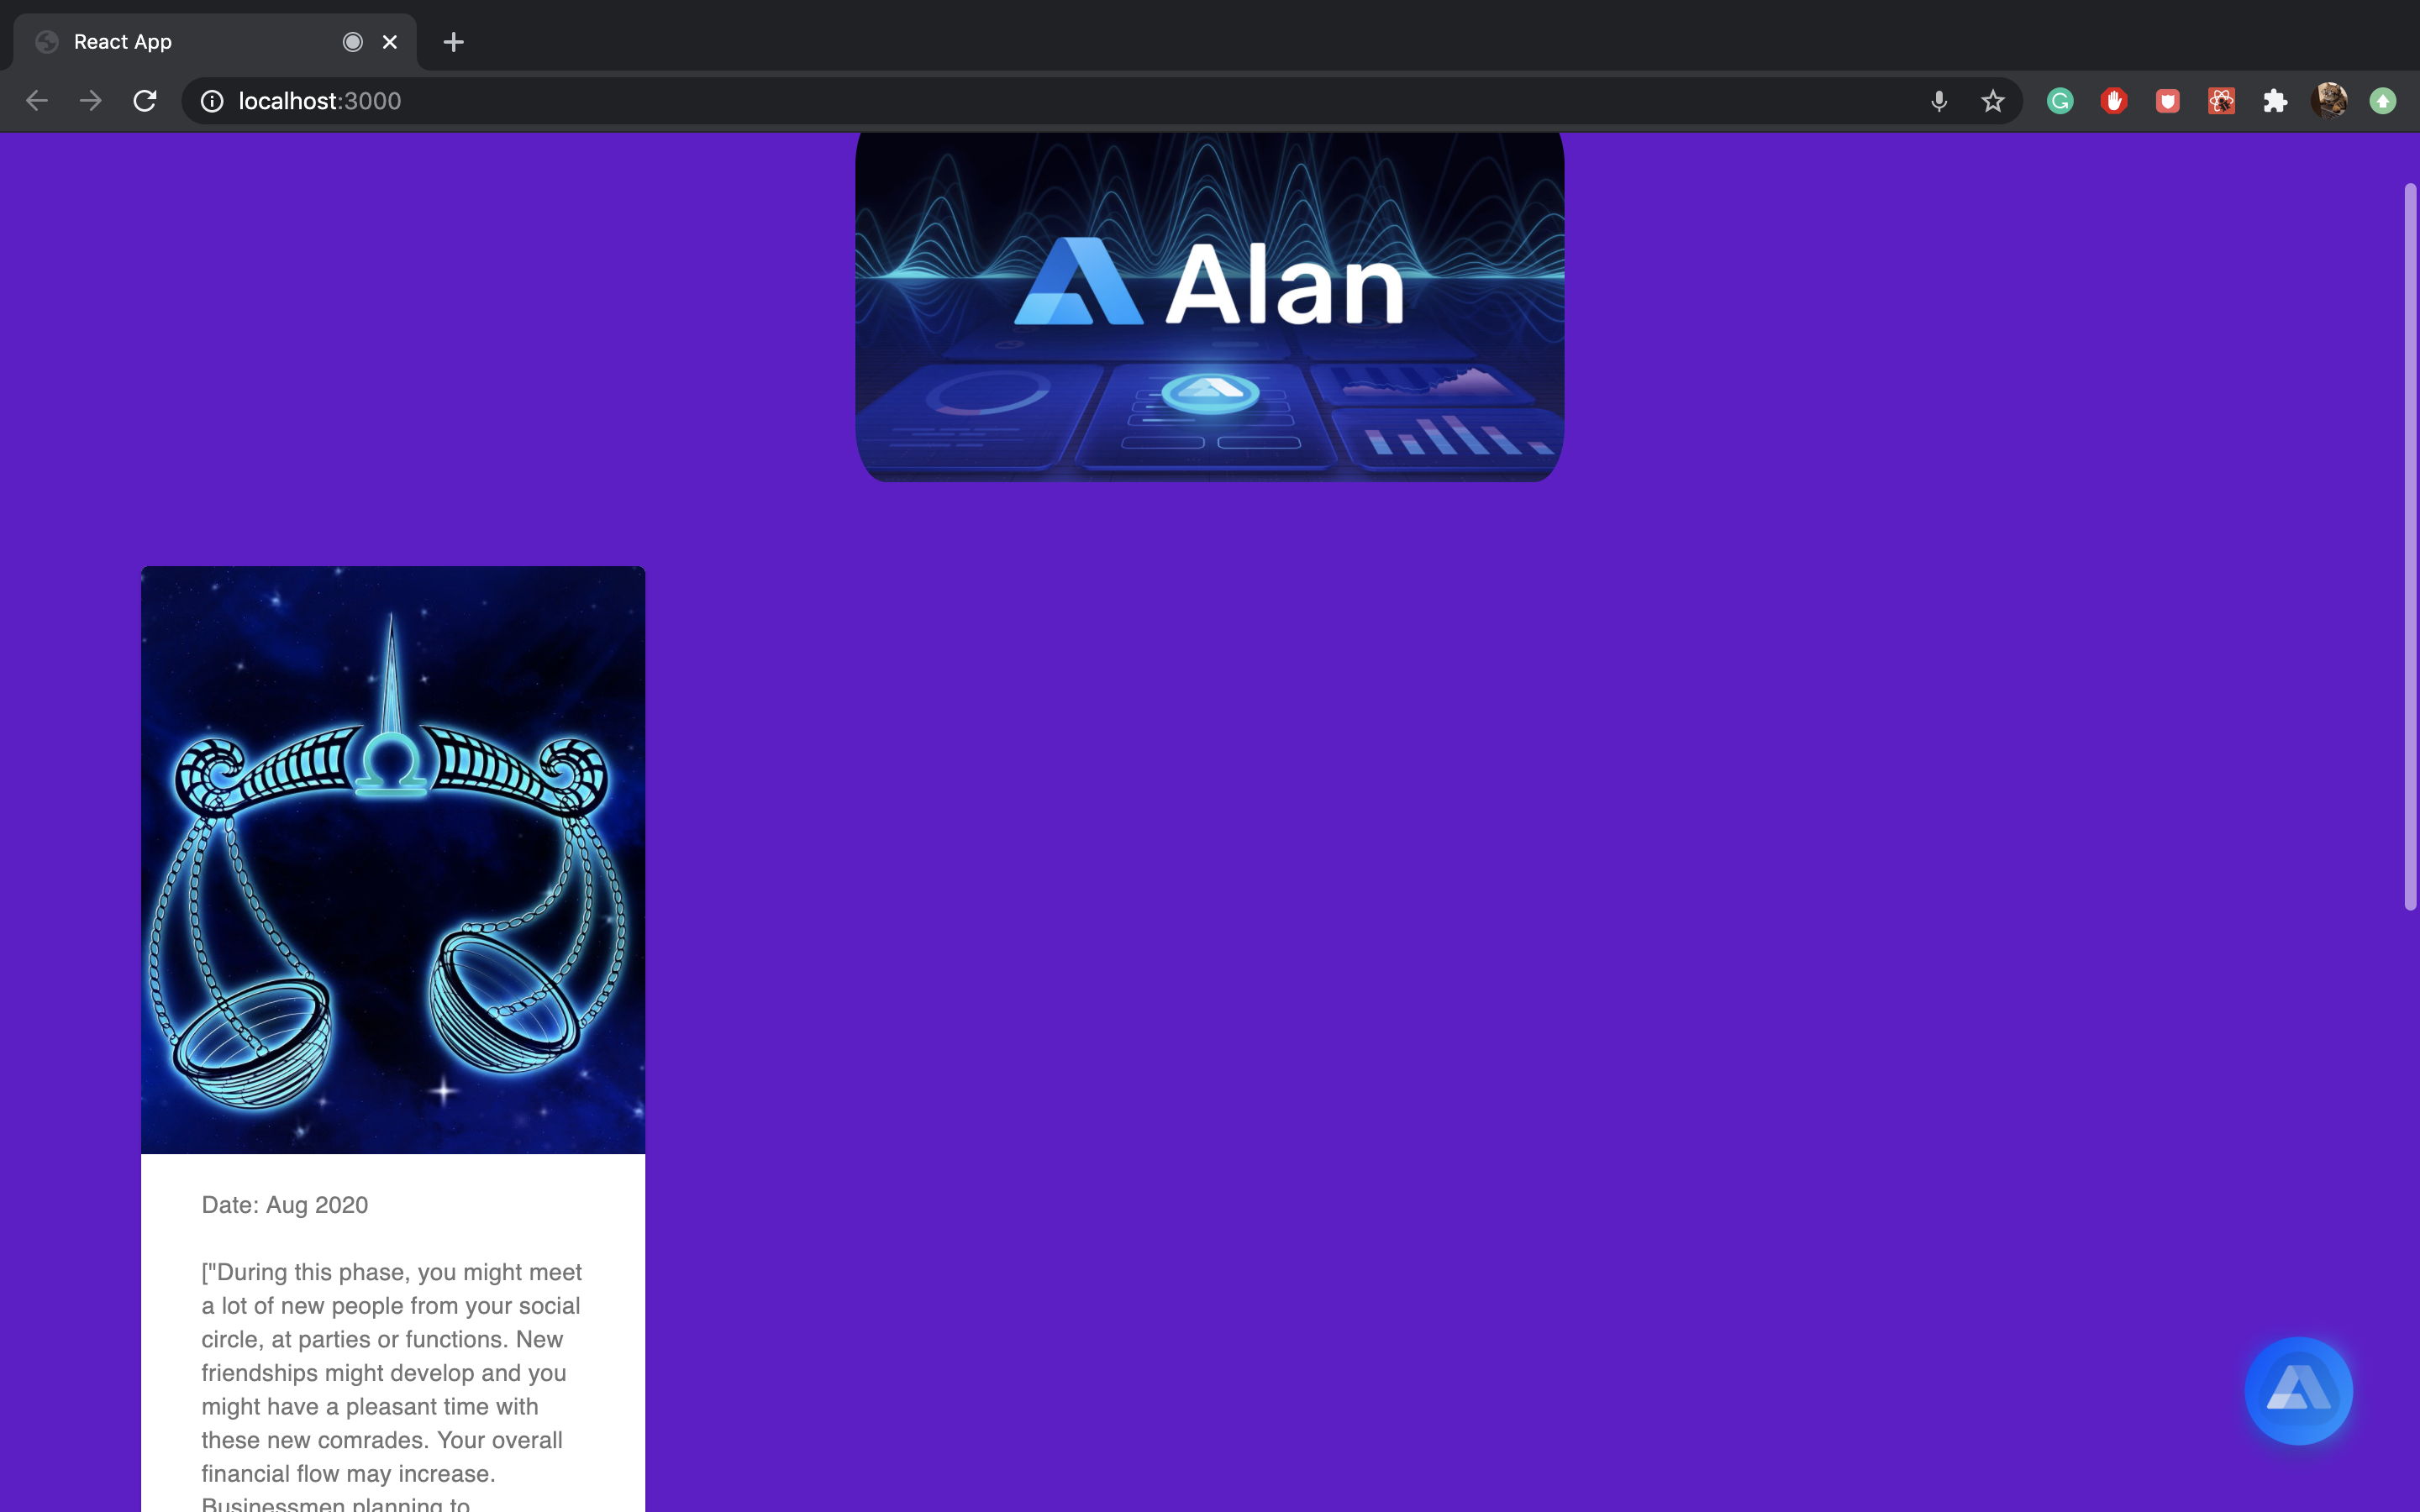 React App
localhost:3000
Alan
Date: Aug 2020
["During this phase, you might meet
a lot of new people from your social
circle, at parties or functions. New
friendships might develop and you
might have a pleasant time with
these new comrades. Your overall
financial flow may increase.
Businessmen planning to